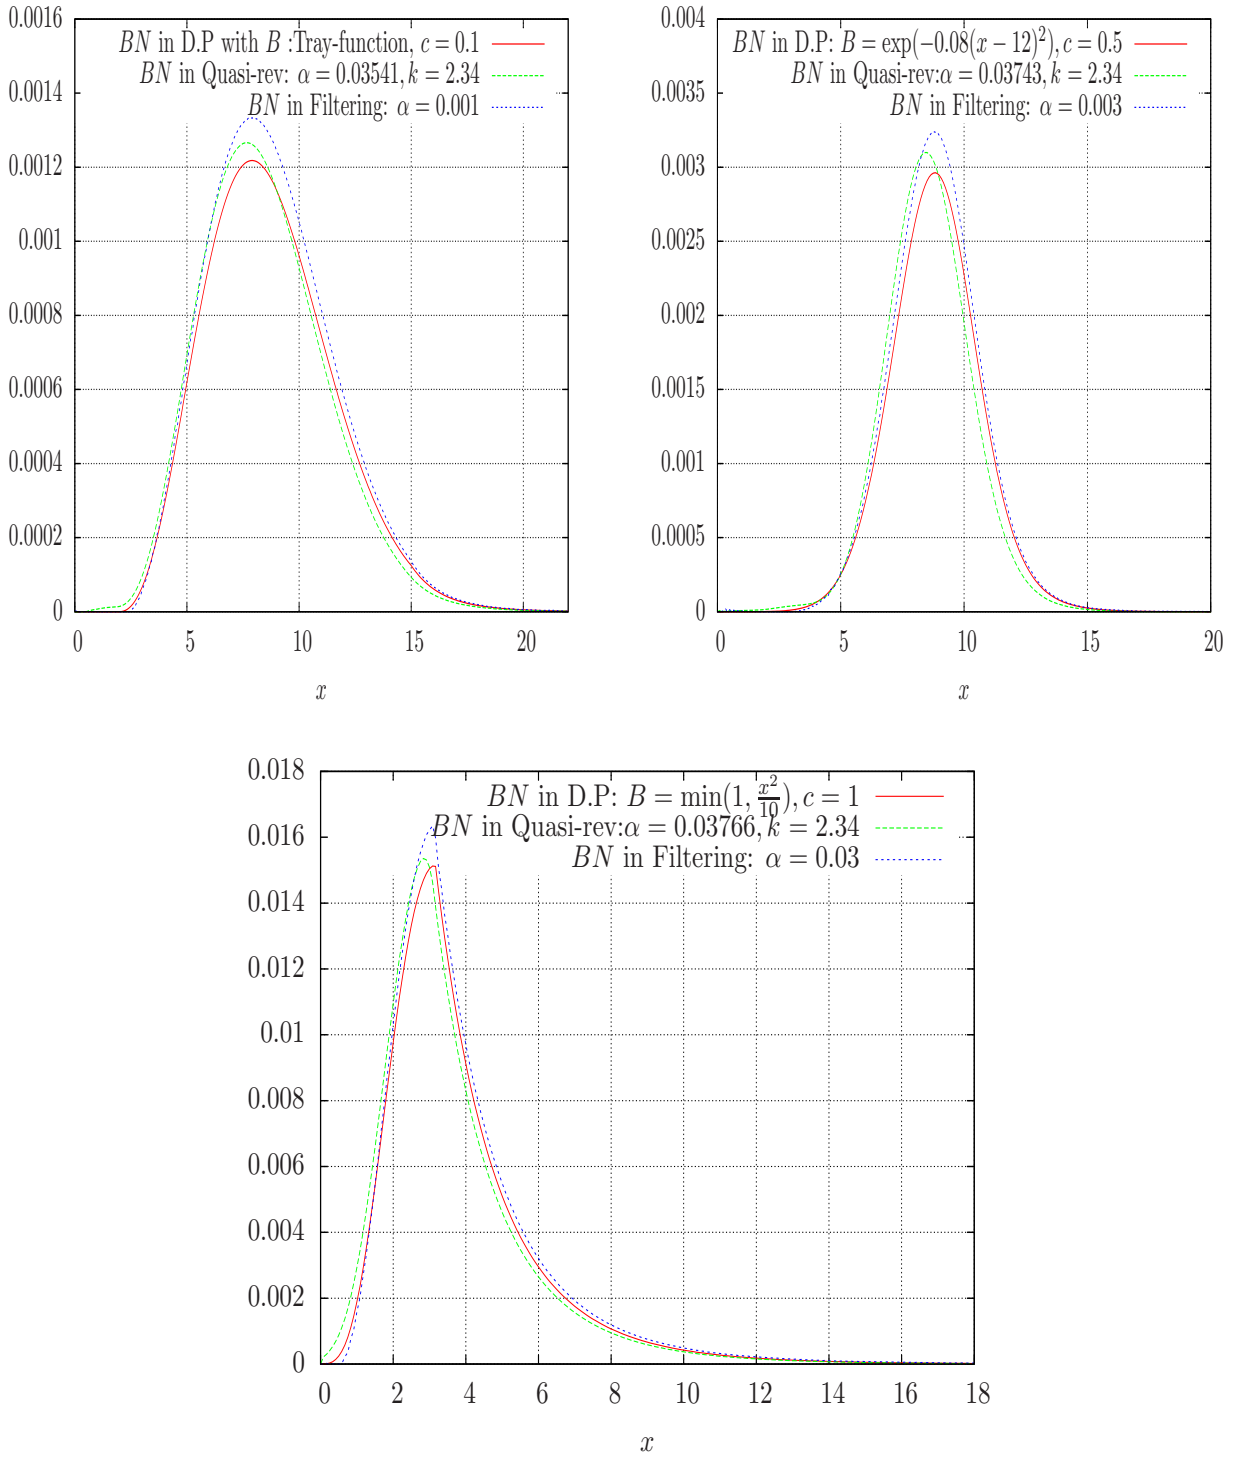 BN in D.P with B :Tray-function, c = 0.1
BN in Quasi-rev: α = 0.03541, k = 2.34
BN in Filtering: α = 0.001
0.0016
0.0014
0.0012
0.001
0.0008
0.0006
0.0004
0.0002
0
0 5 10 15 20
x
BN in D.P: B = exp(−0.08(x − 12)²), c = 0.5
BN in Quasi-rev:α = 0.03743, k = 2.34
BN in Filtering: α = 0.003
0.004
0.0035
0.003
0.0025
0.002
0.0015
0.001
0.0005
0
0 5 10 15 20
x
BN in D.P: B = min(1, x²/10), c = 1
BN in Quasi-rev:α = 0.03766, k = 2.34
BN in Filtering: α = 0.03
0.018
0.016
0.014
0.012
0.01
0.008
0.006
0.004
0.002
0
0 2 4 6 8 10 12 14 16 18
x